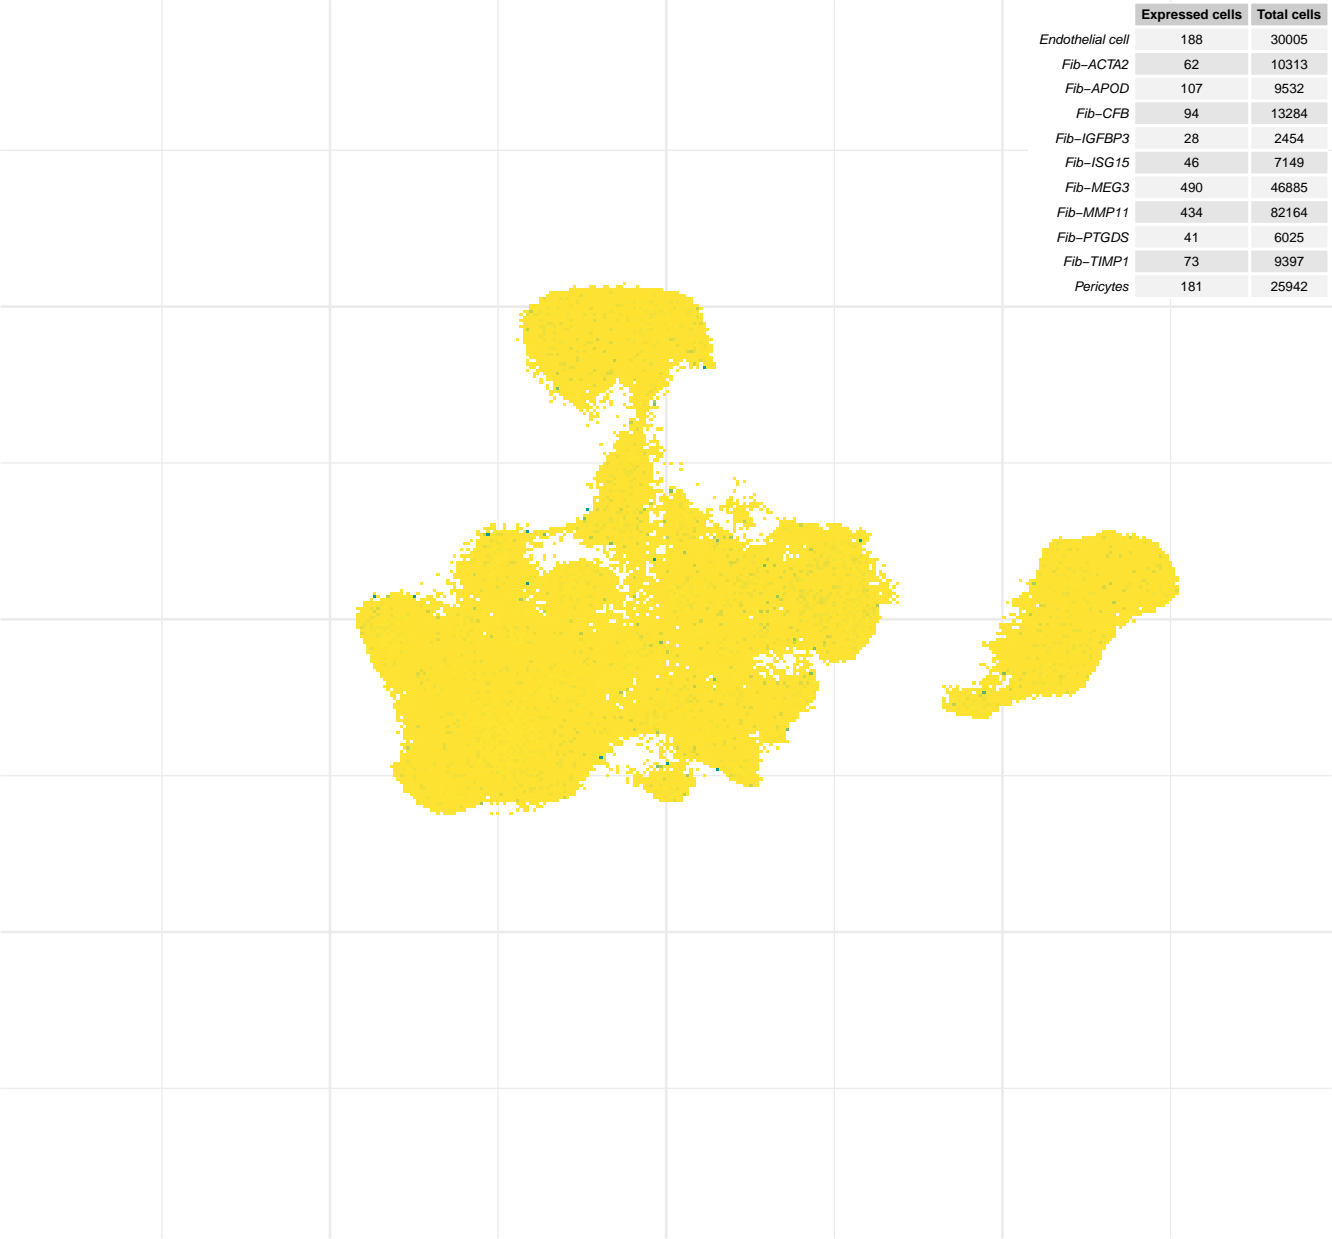 Expressed cells Total cells
Endothelial cell 188 30005
Fib−ACTA2 62 10313
Fib−APOD 107 9532
Fib−CFB 94 13284
Fib−IGFBP3 28 2454
Fib−ISG15 46 7149
Fib−MEG3 490 46885
Fib−MMP11 434 82164
Fib−PTGDS 41 6025
Fib−TIMP1 73 9397
Pericytes 181 25942